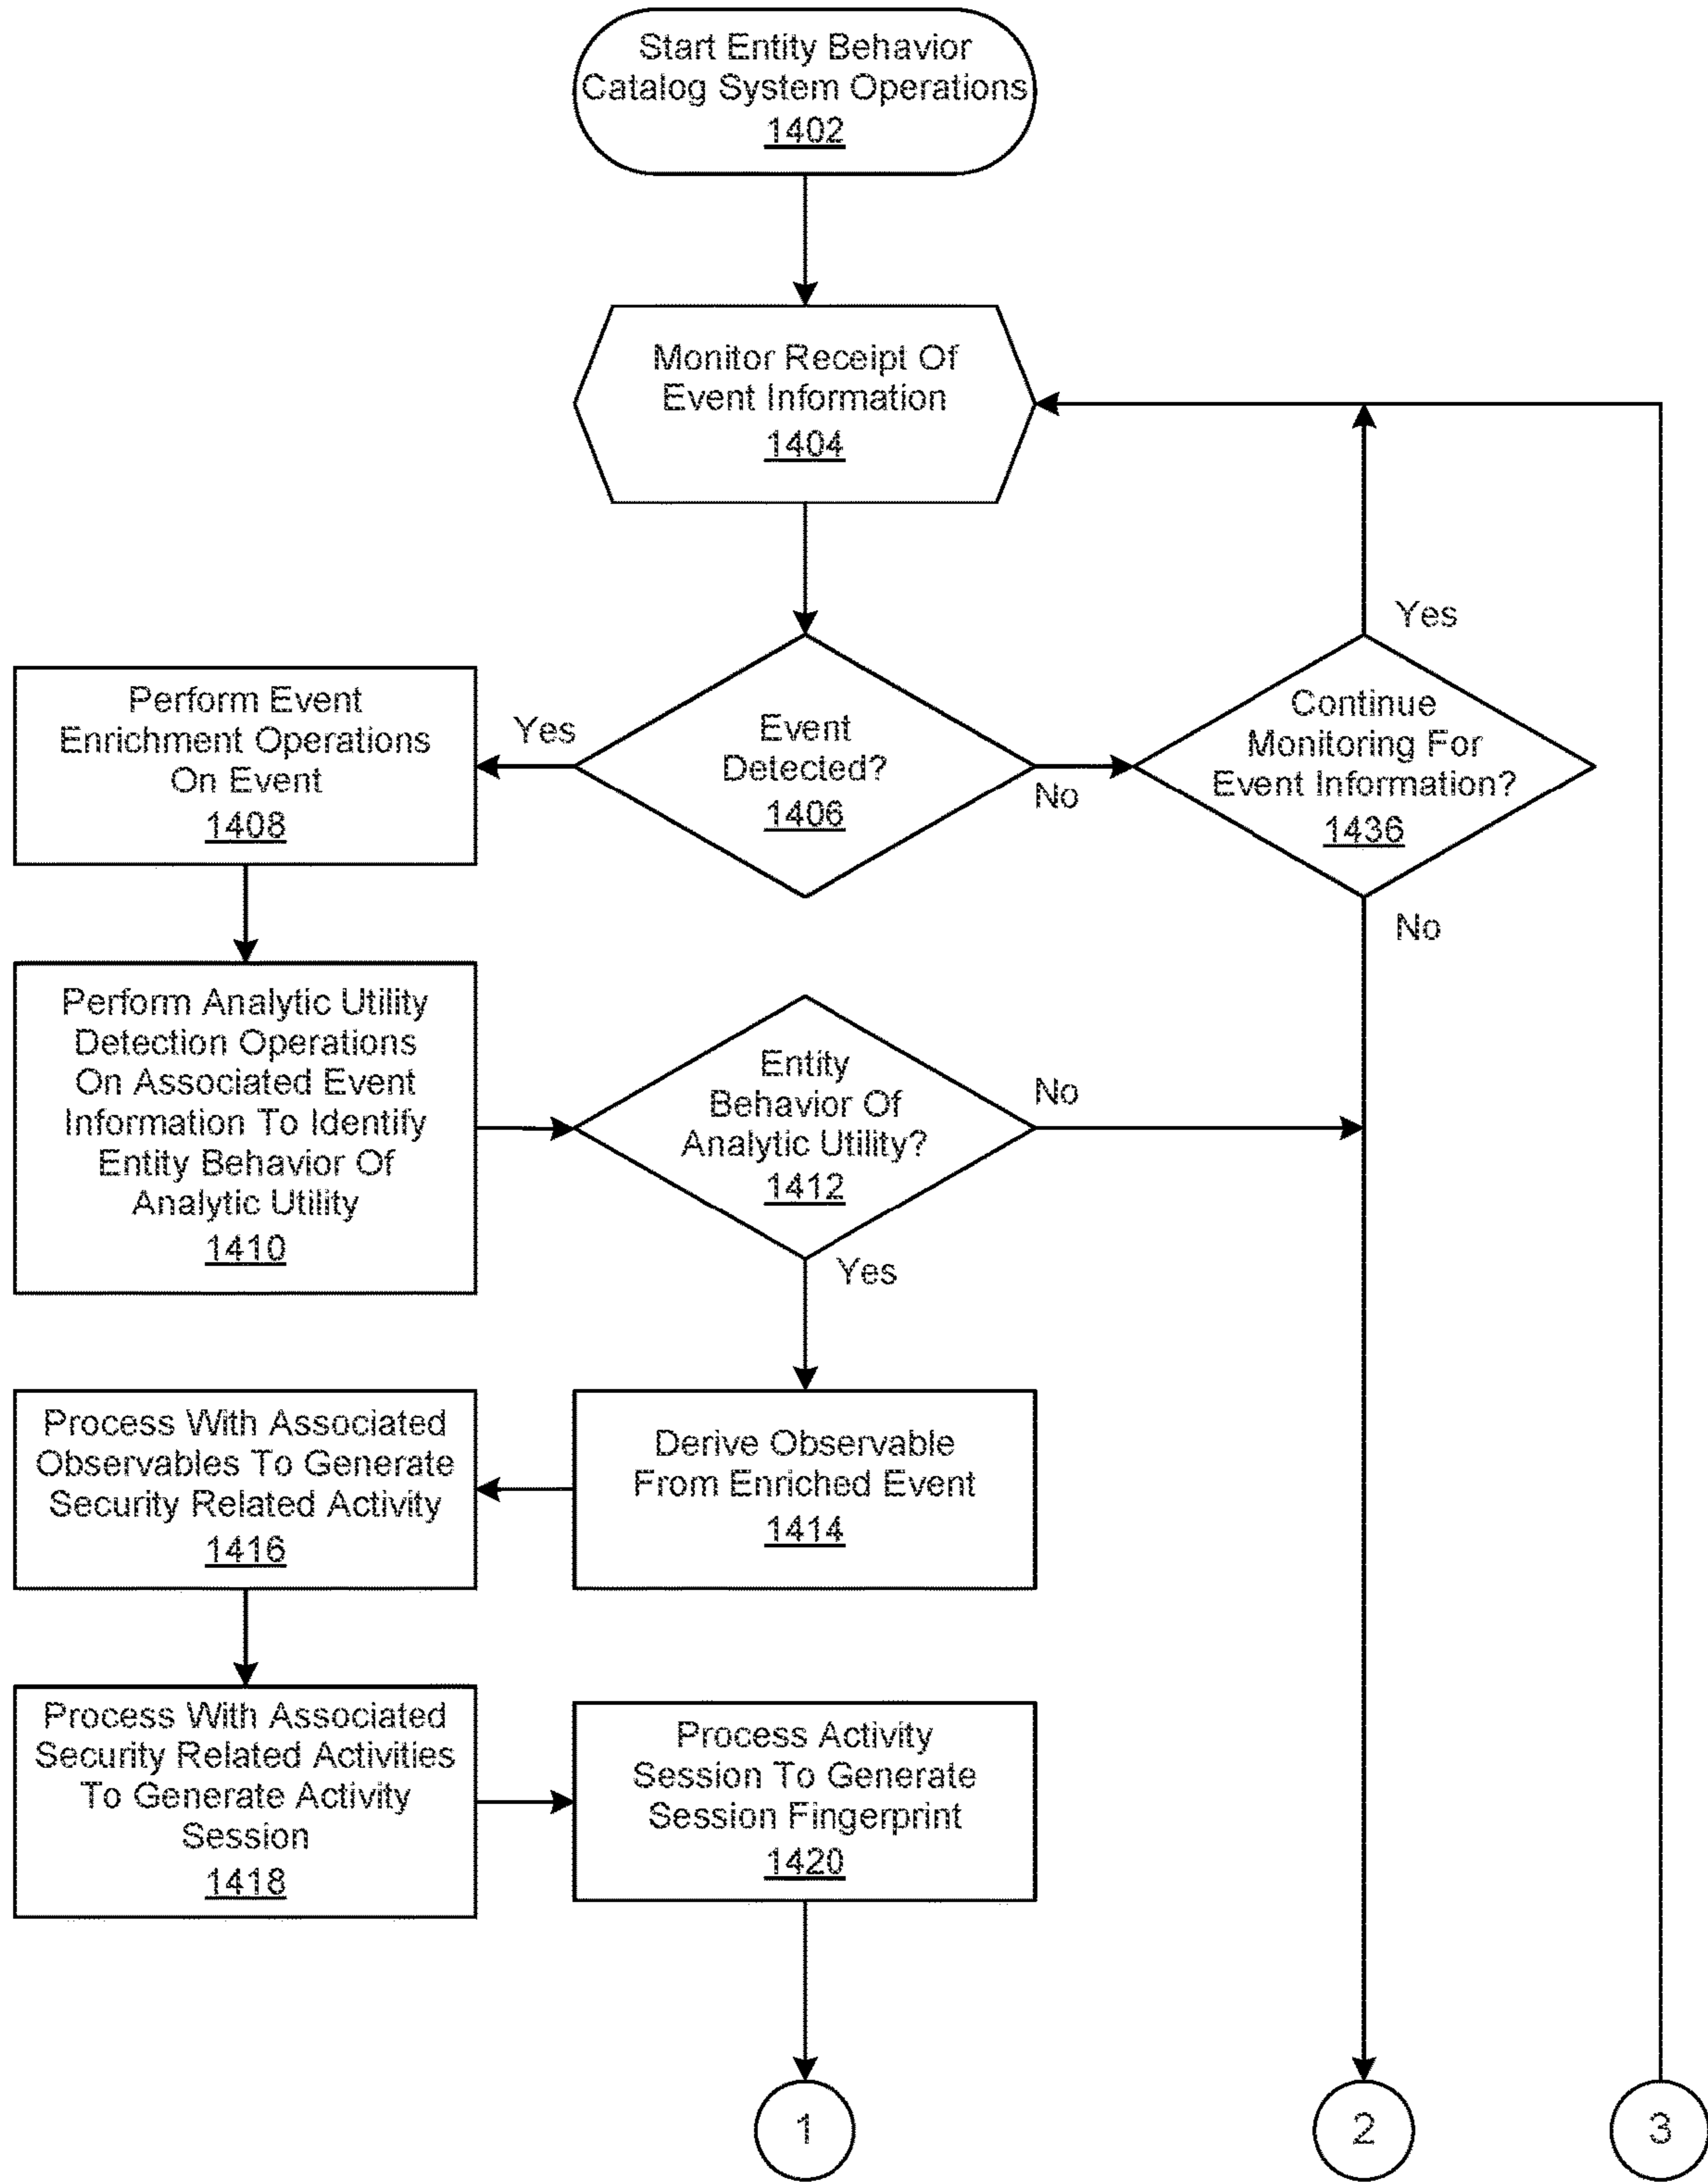 Start Entity Behavior
Catalog System Operations
1402
Monitor Receipt Of
Event Information
1404
Yes
Perform Event
Enrichment Operations
On Event
1408
Yes
Event
Detected?
1406
No
Continue
Monitoring For
Event Information?
1436
No
Perform Analytic Utility
Detection Operations
On Associated Event
Information To Identify
Entity Behavior Of
Analytic Utility
1410
Entity
Behavior Of
Analytic Utility?
1412
No
Yes
Process With Associated
Observables To Generate
Security Related Activity
1416
Derive Observable
From Enriched Event
1414
Process With Associated
Security Related Activities
To Generate Activity
Session
1418
Process Activity
Session To Generate
Session Fingerprint
1420
1
2
3